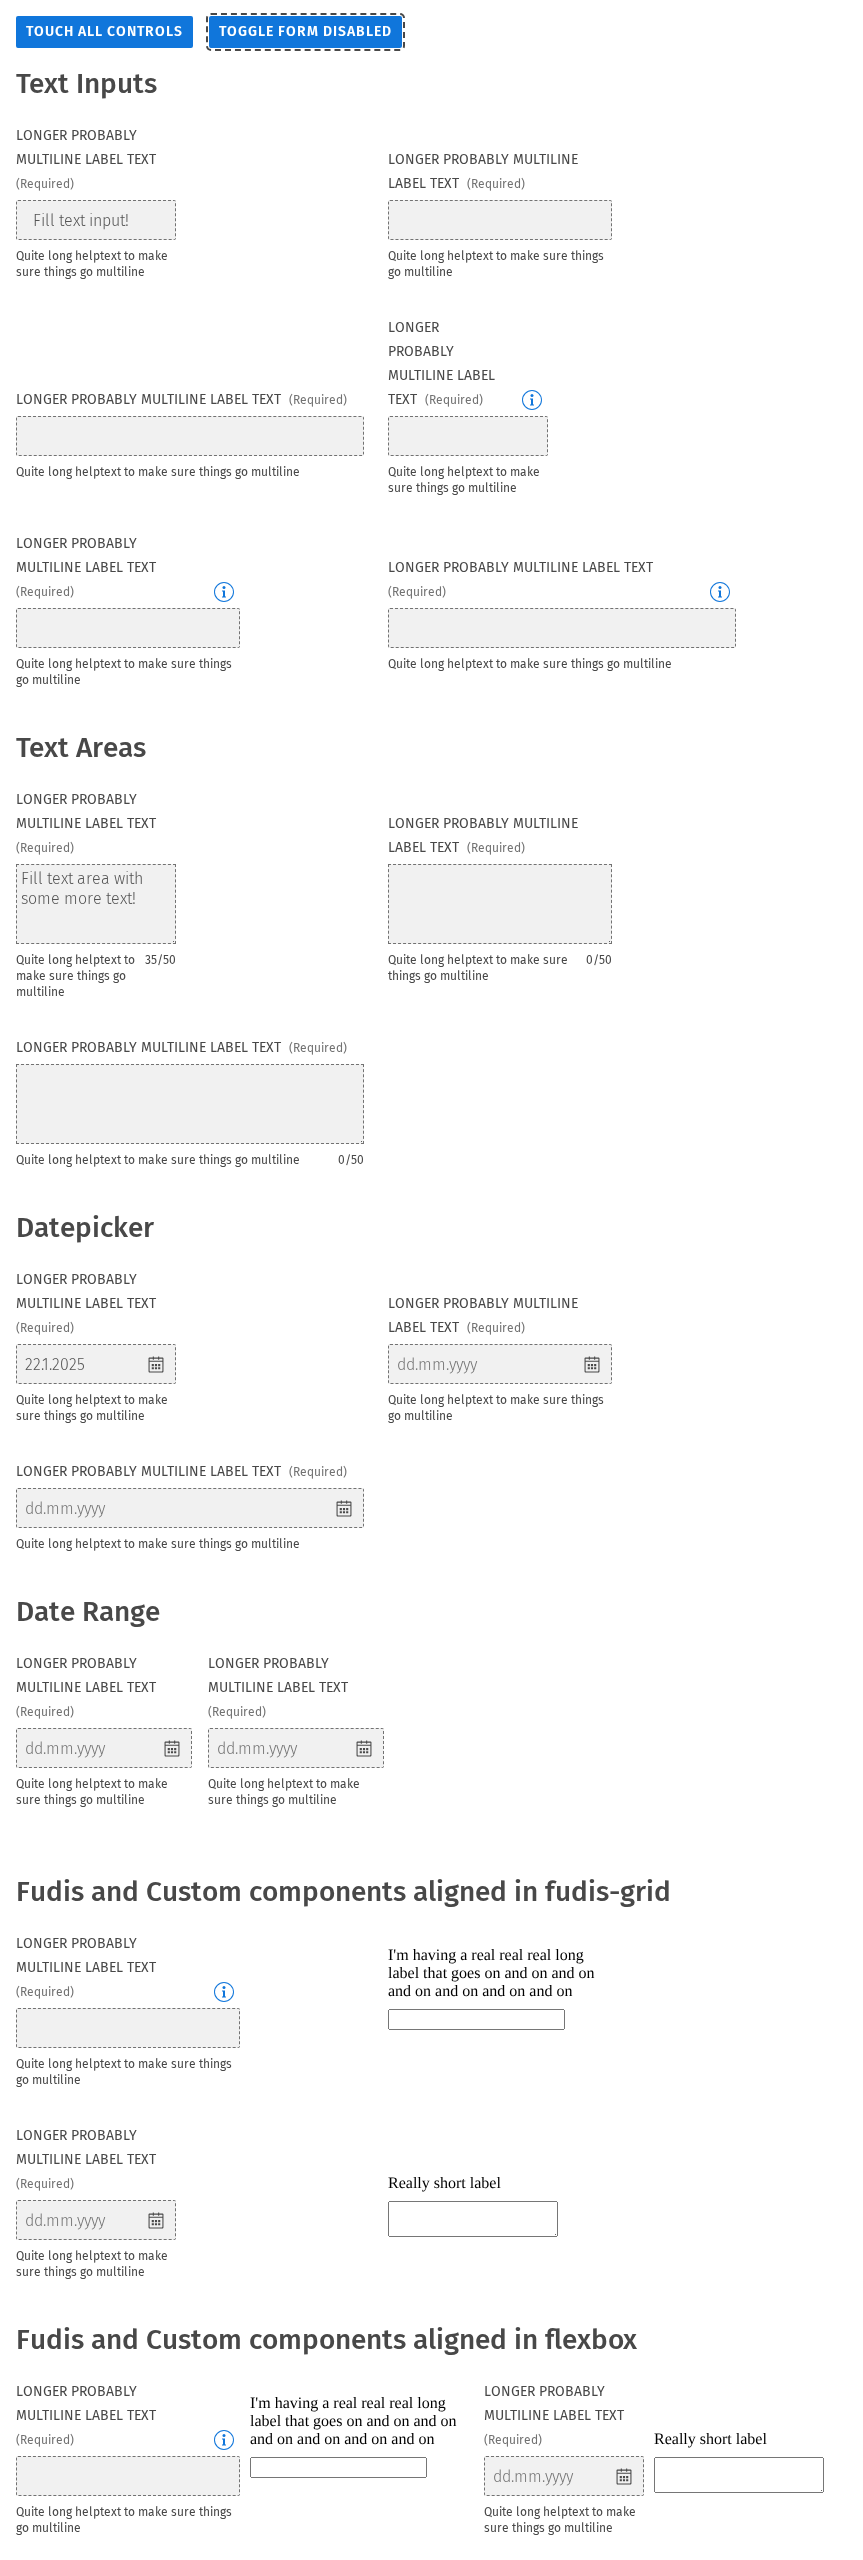 TOUCH ALL CONTROLS TOGGLE FORM DISABLED
Text Inputs
LONGER PROBABLY
MULTILINE LABEL TEXT
(Required)
Fill text input!
Quite long helptext to make
sure things go multiline
LONGER PROBABLY MULTILINE
LABEL TEXT (Required)
Quite long helptext to make sure things
go multiline
LONGER PROBABLY MULTILINE LABEL TEXT (Required)
Quite long helptext to make sure things go multiline
LONGER
PROBABLY
MULTILINE LABEL
TEXT (Required)
Quite long helptext to make
sure things go multiline
LONGER PROBABLY
MULTILINE LABEL TEXT
(Required)
Quite long helptext to make sure things
go multiline
LONGER PROBABLY MULTILINE LABEL TEXT
(Required)
Quite long helptext to make sure things go multiline
Text Areas
LONGER PROBABLY
MULTILINE LABEL TEXT
(Required)
Fill text area with
some more text!
Quite long helptext to 35/50
make sure things go
multiline
LONGER PROBABLY MULTILINE
LABEL TEXT (Required)
Quite long helptext to make sure 0/50
things go multiline
LONGER PROBABLY MULTILINE LABEL TEXT (Required)
Quite long helptext to make sure things go multiline 0/50
Datepicker
LONGER PROBABLY
MULTILINE LABEL TEXT
(Required)
22.1.2025
Quite long helptext to make
sure things go multiline
LONGER PROBABLY MULTILINE
LABEL TEXT (Required)
dd.mm.yyyy
Quite long helptext to make sure things
go multiline
LONGER PROBABLY MULTILINE LABEL TEXT (Required)
dd.mm.yyyy
Quite long helptext to make sure things go multiline
Date Range
LONGER PROBABLY
MULTILINE LABEL TEXT
(Required)
dd.mm.yyyy
Quite long helptext to make
sure things go multiline
LONGER PROBABLY
MULTILINE LABEL TEXT
(Required)
dd.mm.yyyy
Quite long helptext to make
sure things go multiline
Fudis and Custom components aligned in fudis-grid
LONGER PROBABLY
MULTILINE LABEL TEXT
(Required)
Quite long helptext to make sure things
go multiline
I'm having a real real real long
label that goes on and on and on
and on and on and on and on
LONGER PROBABLY
MULTILINE LABEL TEXT
(Required)
dd.mm.yyyy
Quite long helptext to make
sure things go multiline
Really short label
Fudis and Custom components aligned in flexbox
LONGER PROBABLY
MULTILINE LABEL TEXT
(Required)
Quite long helptext to make sure things
go multiline
I'm having a real real real long
label that goes on and on and on
and on and on and on and on
LONGER PROBABLY
MULTILINE LABEL TEXT
(Required)
dd.mm.yyyy
Quite long helptext to make
sure things go multiline
Really short label